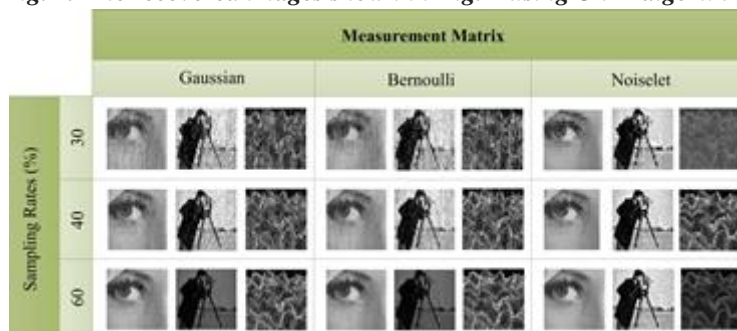 Measurement Matrix
Gaussian Bernoulli Noiselet
Sampling Rates (%)
30
40
60